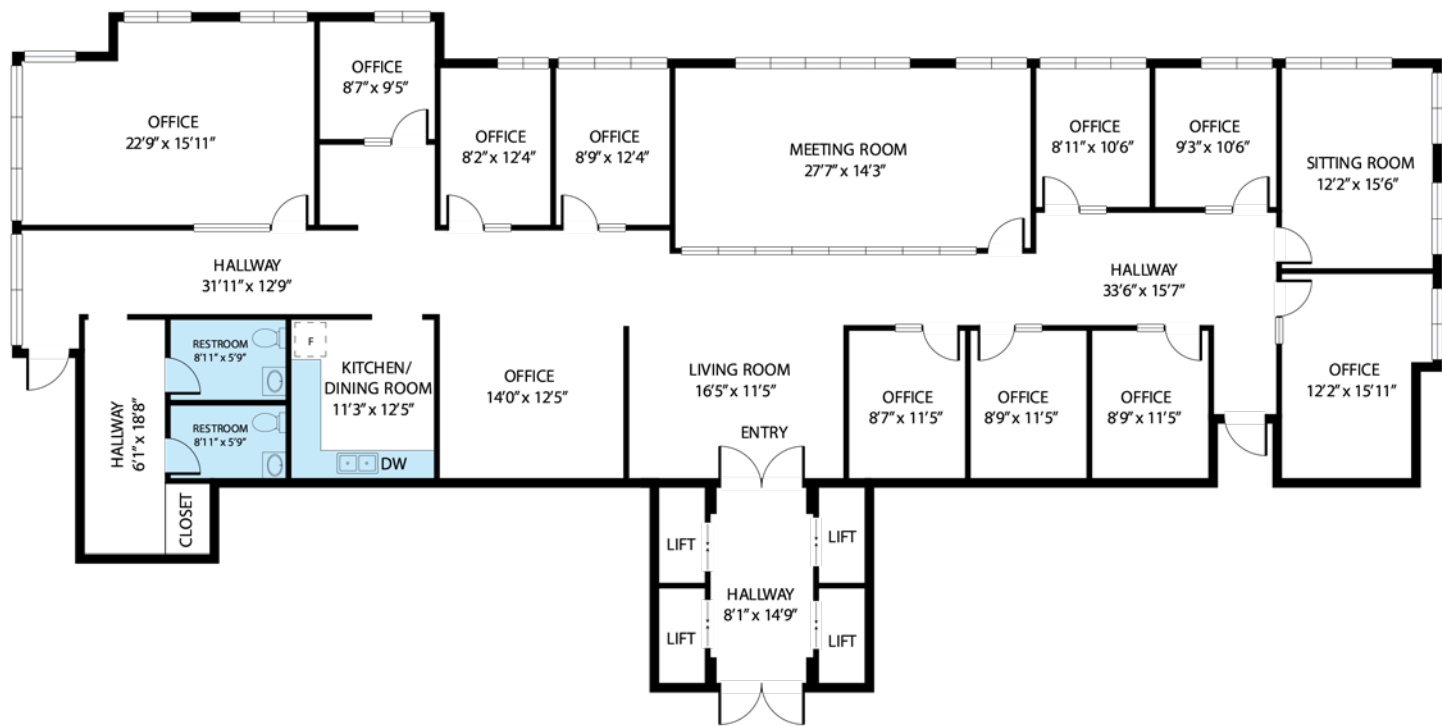 OFFICE
22'9" x 15'11"
OFFICE
8'7" x 9'5"
OFFICE
8'2" x 12'4"
OFFICE
8'9" x 12'4"
MEETING ROOM
27'7" x 14'3"
OFFICE
8'11" x 10'6"
OFFICE
9'3" x 10'6"
SITTING ROOM
12'2" x 15'6"
HALLWAY
31'11" x 12'9"
HALLWAY
33'6" x 15'7"
RESTROOM
8'11" x 5'9"
F
KITCHEN/
DINING ROOM
11'3" x 12'5"
OFFICE
14'0" x 12'5"
LIVING ROOM
16'5" x 11'5"
OFFICE
8'7" x 11'5"
OFFICE
8'9" x 11'5"
OFFICE
8'9" x 11'5"
OFFICE
12'2" x 15'11"
HALLWAY
6'1" x 18'8"
RESTROOM
8'11" x 5'9"
DW
ENTRY
CLOSET
LIFT
LIFT
HALLWAY
8'1" x 14'9"
LIFT
LIFT